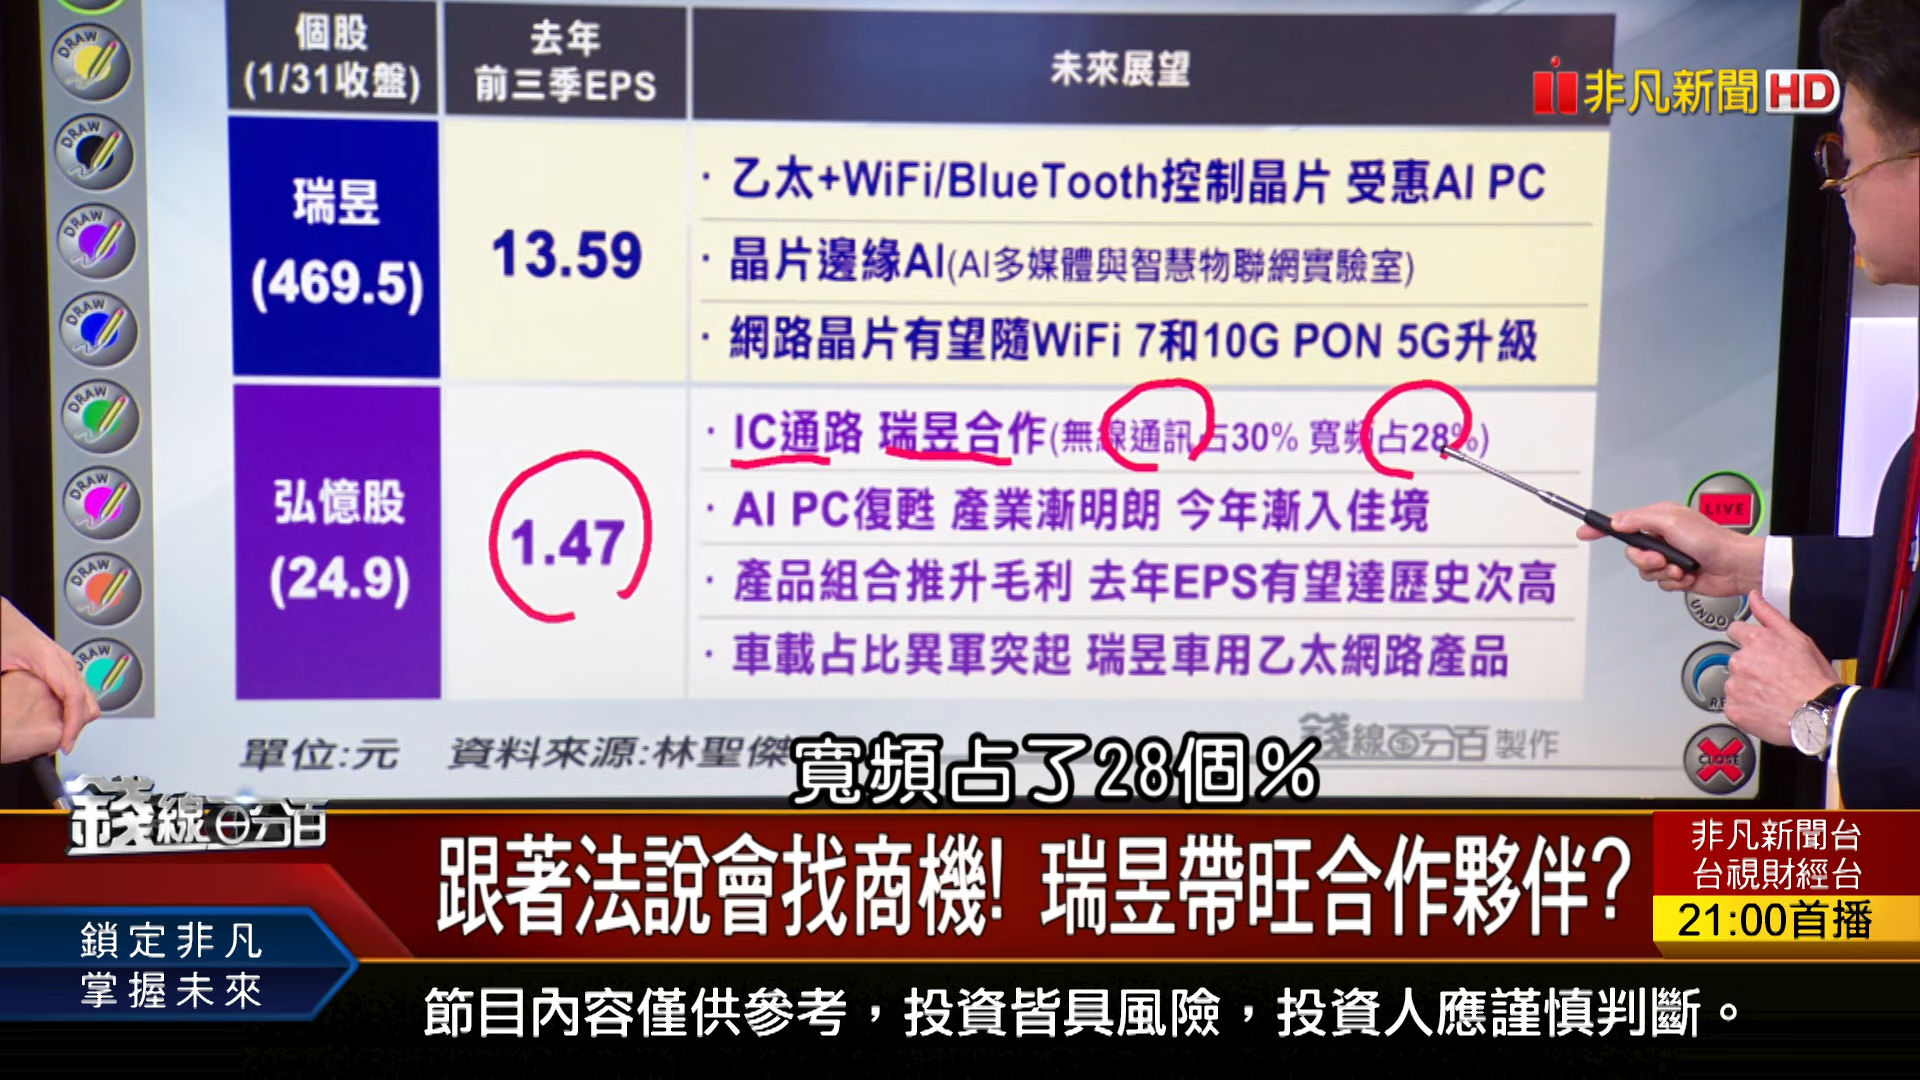 個股
(1/31收盤)
去年
前三季EPS
未來展望
非凡新聞HD
瑞昱
(469.5)
13.59
· 乙太+WiFi/BlueTooth控制晶片 受惠AI PC
· 晶片邊緣AI(AI多媒體與智慧物聯網實驗室)
· 網路晶片有望隨WiFi 7和10G PON 5G升級
弘憶股
(24.9)
1.47
· IC通路 瑞昱合作(無線通訊占30% 寬頻占28%)
· AI PC復甦 產業漸明朗 今年漸入佳境
· 產品組合推升毛利 去年EPS有望達歷史次高
· 車載占比異軍突起 瑞昱車用乙太網路產品
DRAW
DRAW
DRAW
DRAW
DRAW
DRAW
DRAW
DRAW
LIVE
UNDO
CLOSE
單位:元
資料來源:林聖傑
錢線百分百 製作
寬頻占了28個%
錢線百分百
跟著法說會找商機! 瑞昱帶旺合作夥伴?
非凡新聞台
台視財經台
21:00首播
鎖定非凡
掌握未來
節目內容僅供參考，投資皆具風險，投資人應謹慎判斷。